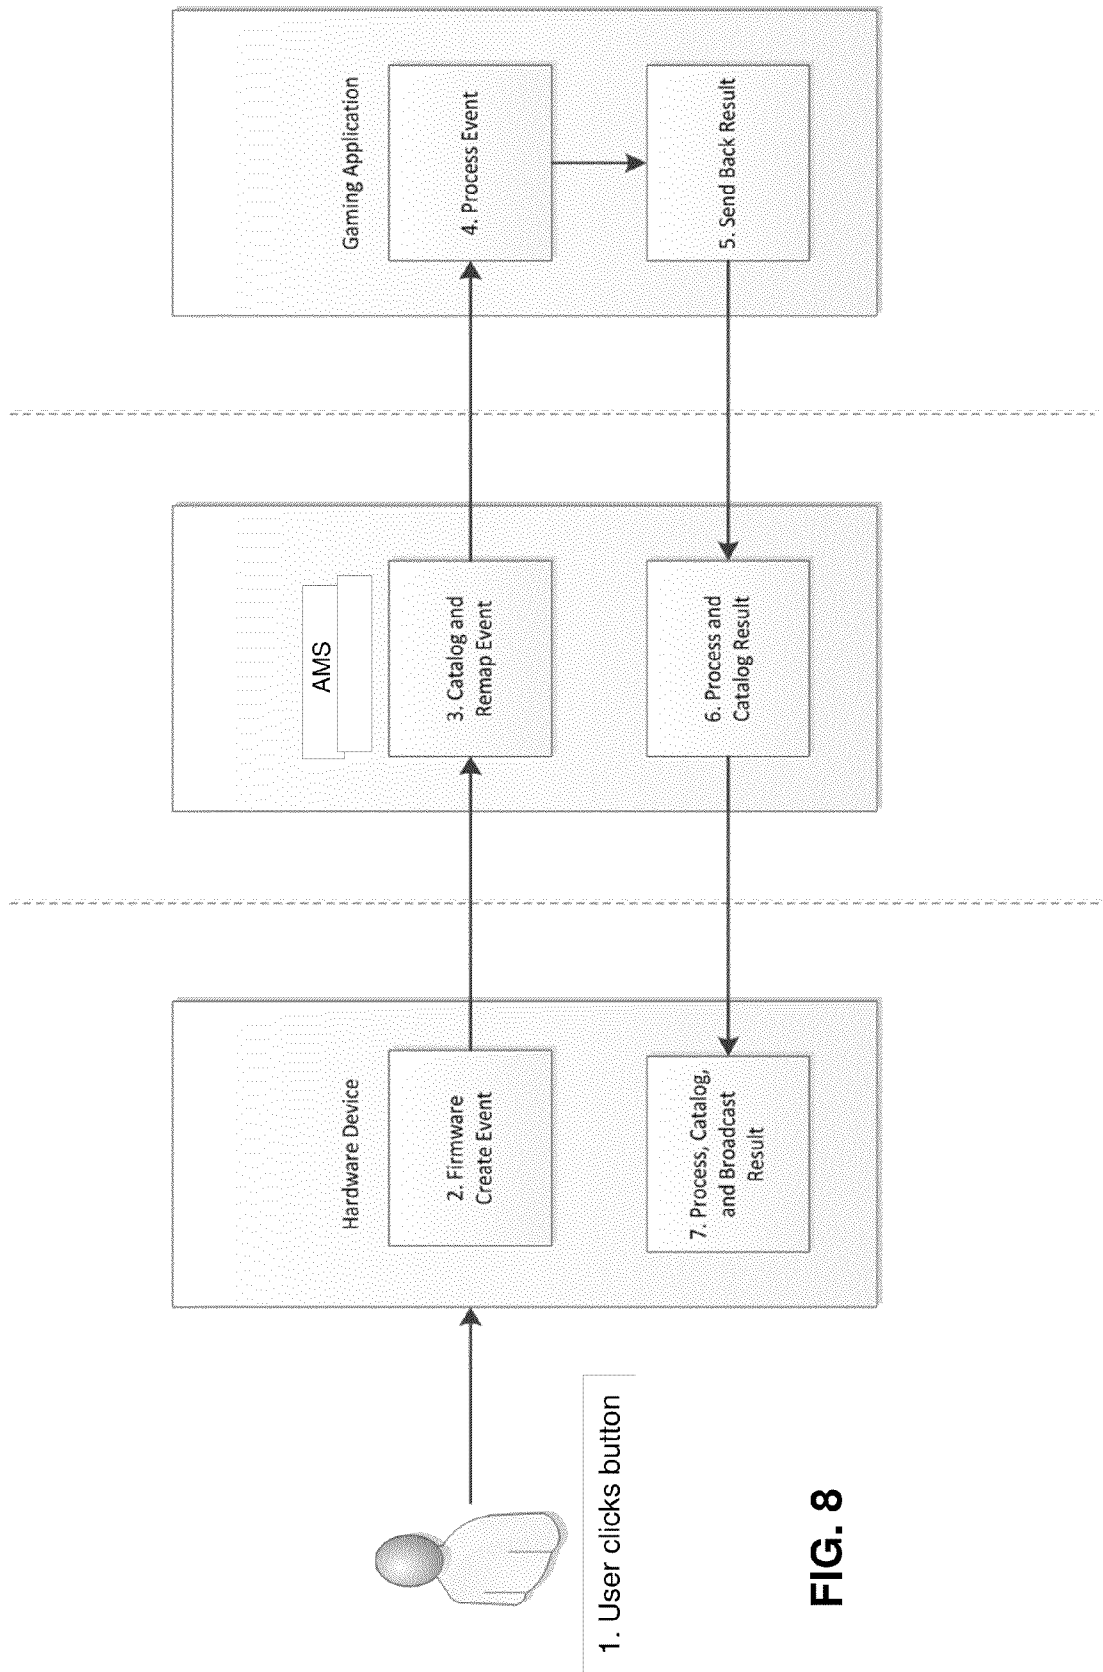 Hardware Device
AMS
Gaming Application
1. User clicks button
2. Firmware
Create Event
3. Catalog and
Remap Event
4. Process Event
5. Send Back Result
6. Process and
Catalog Result
7. Process, Catalog,
and Broadcast
Result
FIG. 8